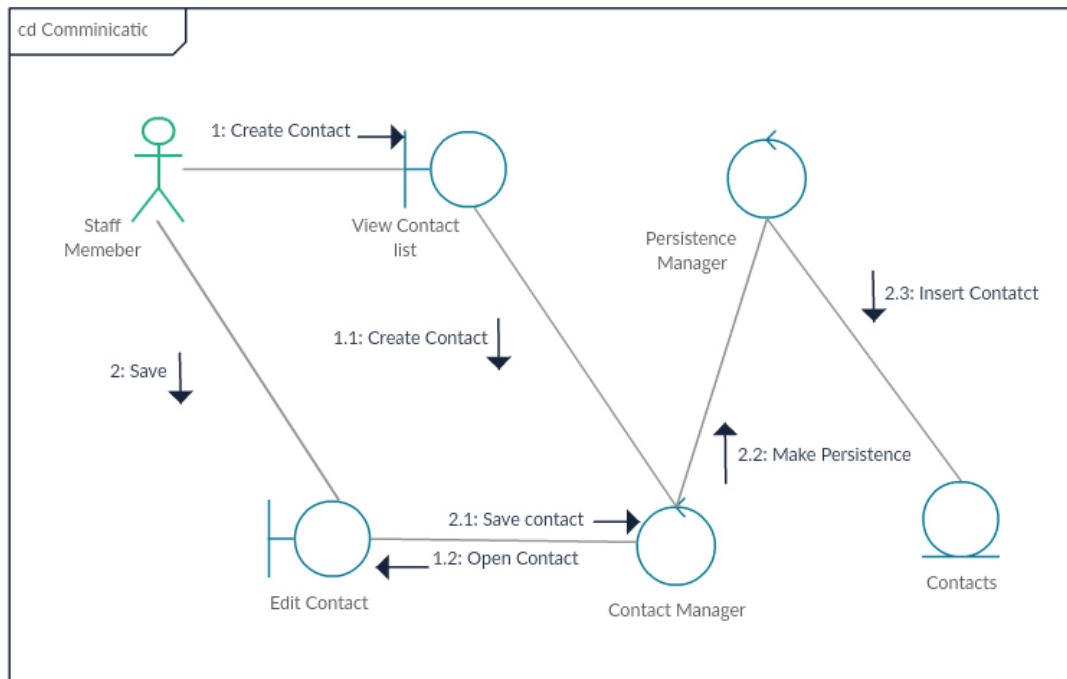 cd Comminicatic
1: Create Contact
Staff
Memeber
View Contact
list
Persistence
Manager
2.3: Insert Contatct
1.1: Create Contact
2: Save
2.2: Make Persistence
2.1: Save contact
1.2: Open Contact
Edit Contact
Contact Manager
Contacts